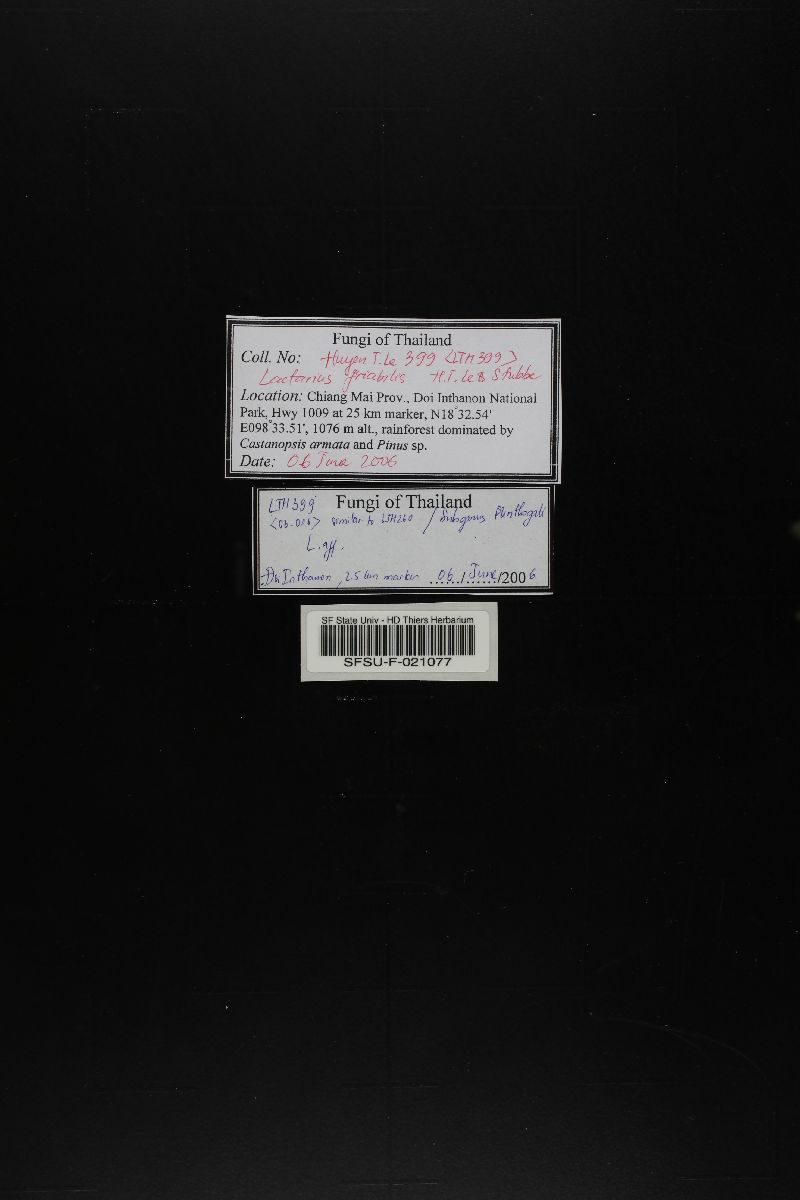 Fungi of Thailand
Coll. No: Huyen T. Le 399 (LTH 399)
Lactarius friabilis H.T. Le & Stubbe
Location: Chiang Mai Prov., Doi Inthanon National
Park, Hwy 1009 at 25 km marker, N18°32.54'
E098°33.51', 1076 m alt., rainforest dominated by
Castanopsis armata and Pinus sp.
Date: 06 June 2006
LTH 399 Fungi of Thailand
similar to LTH260 / Subgenus Plinthogali
L. aff.
Doi Inthanon, 25 km marker 06/June/2006
SF State Univ - HD Thiers Herbarium
SFSU-F-021077